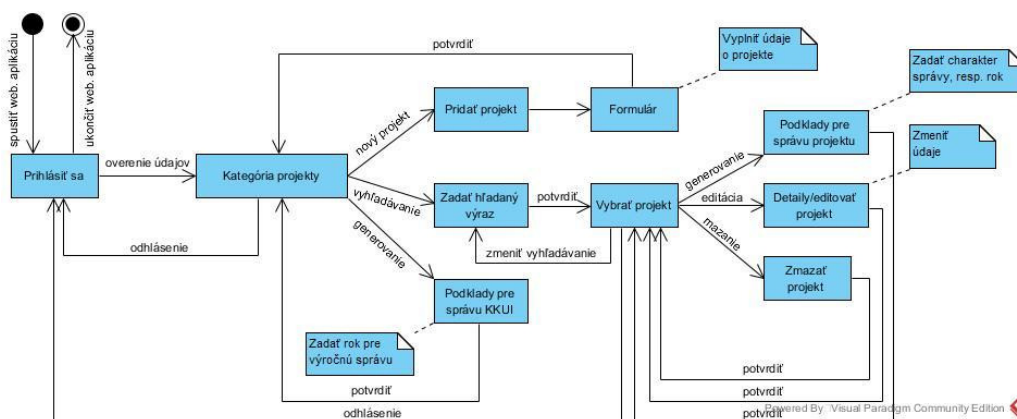 spustiť web. aplikáciu
ukončiť web. aplikáciu
potvrdiť
Vyplniť údaje
o projekte
Zadať charakter
správy, resp. rok
Pridať projekt
Formulár
nový projekt
Podklady pre
správu projektu
Zmeniť
údaje
overenie údajov
Prihlásiť sa
Kategória projekty
generovanie
vyhľadávanie
Zadať hľadaný
výraz
potvrdiť
Vybrať projekt
editácia
Detaily/editovať
projekt
generovanie
mazanie
odhlásenie
zmeniť vyhľadávanie
Zmazať
projekt
Podklady pre
správu KKUI
Zadať rok pre
výročnú správu
potvrdiť
potvrdiť
potvrdiť
odhlásenie
potvrdiť
Powered By Visual Paradigm Community Edition